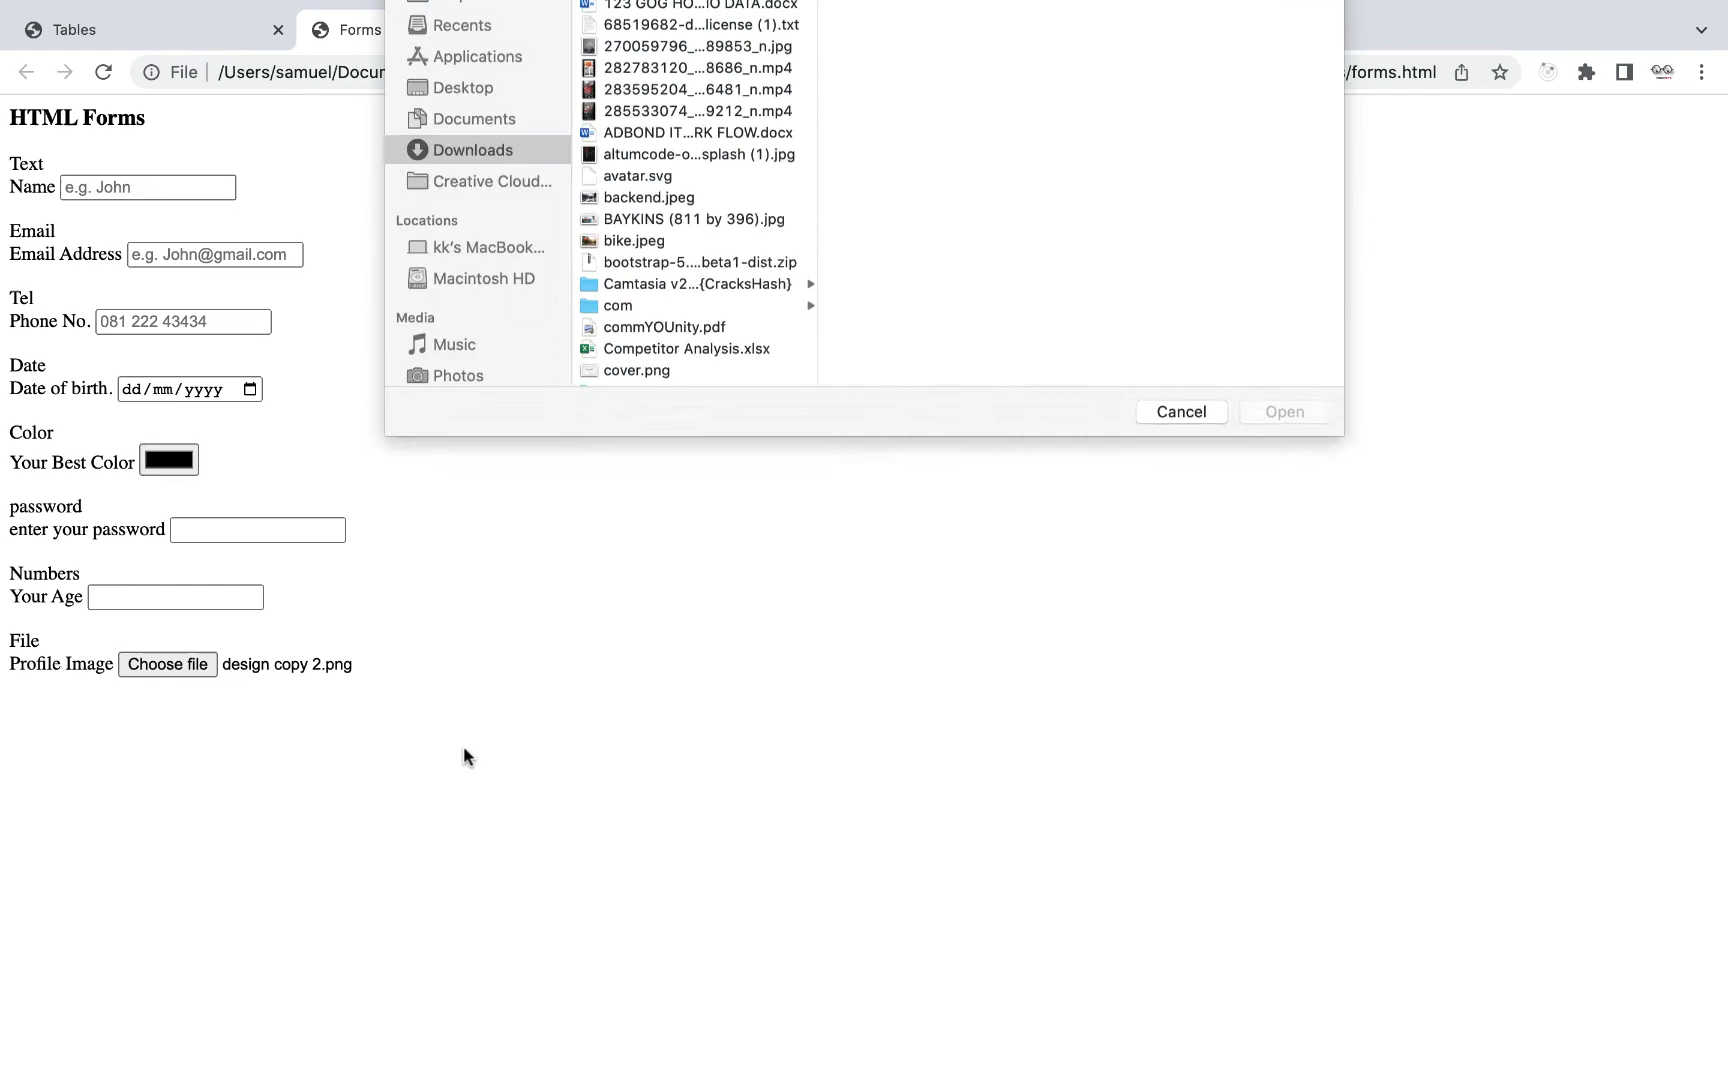 Tables
Forms
File
/Users/samuel/Docur
/forms.html
HTML Forms
Text
Name e.g. John
Email
Email Address e.g. John@gmail.com
Tel
Phone No. 081 222 43434
Date
Date of birth. dd/mm/yyyy
Color
Your Best Color
password
enter your password
Numbers
Your Age
File
Profile Image Choose file design copy 2.png
Recents
Applications
Desktop
Documents
Downloads
Creative Cloud...
Locations
kk's MacBook...
Macintosh HD
Media
Music
Photos
123 GOG HO...IO DATA.docx
68519682-d...license (1).txt
270059796_...89853_n.jpg
282783120_...8686_n.mp4
283595204_...6481_n.mp4
285533074_...9212_n.mp4
ADBOND IT...RK FLOW.docx
altumcode-o...splash (1).jpg
avatar.svg
backend.jpeg
BAYKINS (811 by 396).jpg
bike.jpeg
bootstrap-5....beta1-dist.zip
Camtasia v2...{CracksHash}
com
commYOUnity.pdf
Competitor Analysis.xlsx
cover.png
Cancel
Open